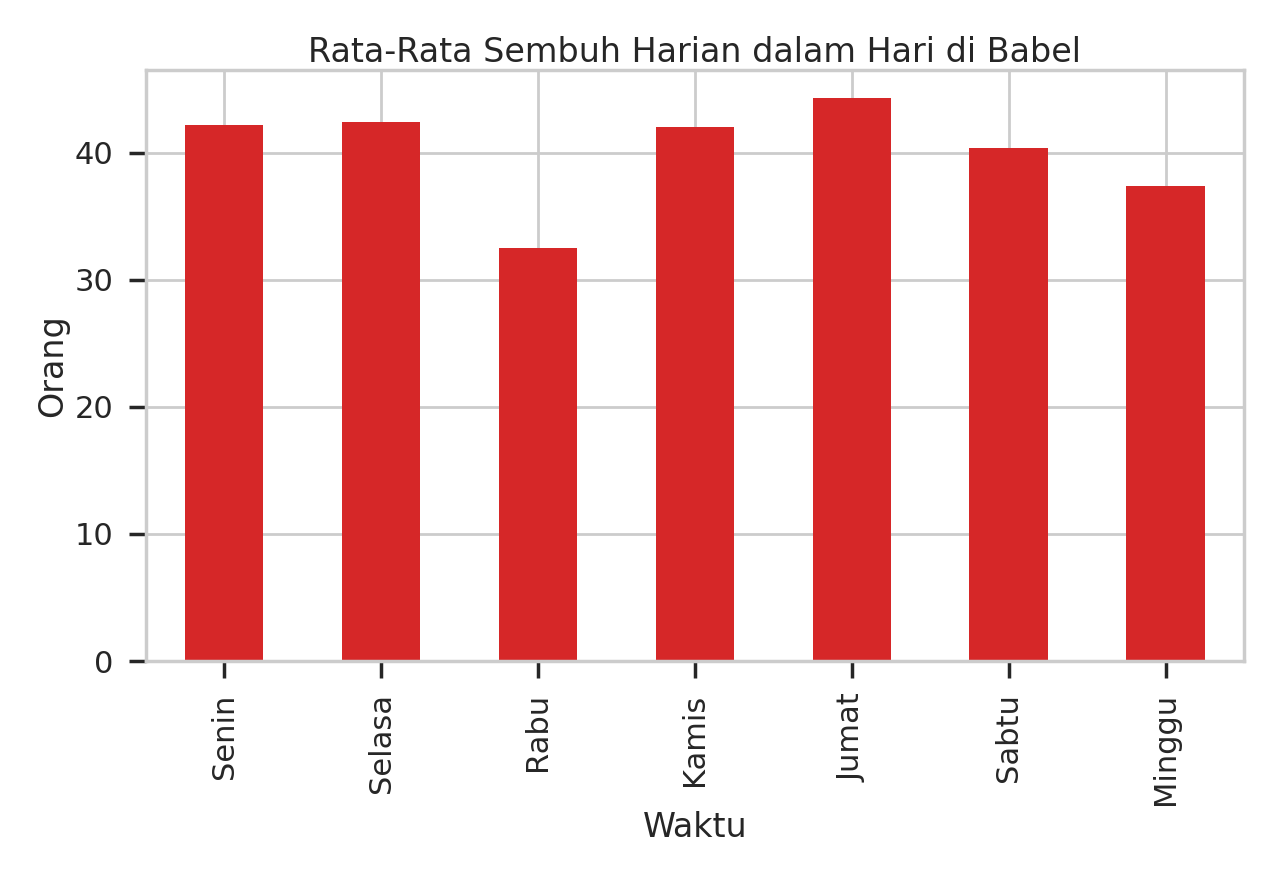 Rata-Rata Sembuh Harian dalam Hari di Babel
Orang
40
30
20
10
0
Senin
Selasa
Rabu
Kamis
Jumat
Sabtu
Minggu
Waktu